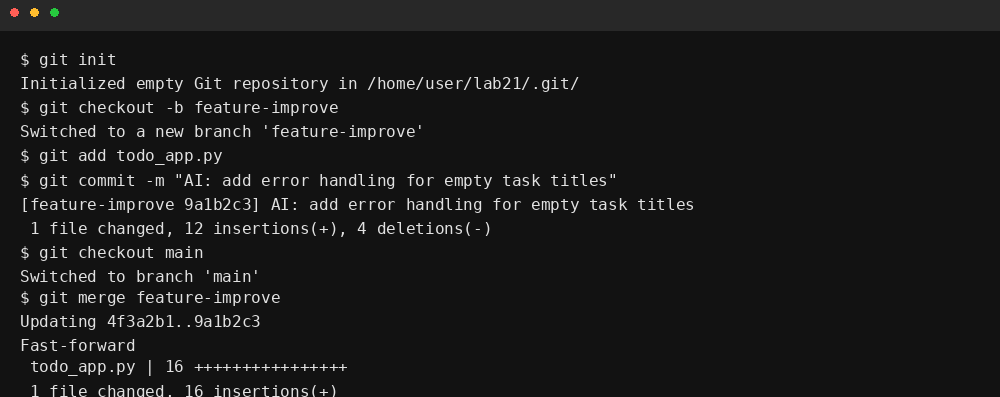 $ git init
Initialized empty Git repository in /home/user/lab21/.git/
$ git checkout -b feature-improve
Switched to a new branch 'feature-improve'
$ git add todo_app.py
$ git commit -m "AI: add error handling for empty task titles"
[feature-improve 9a1b2c3] AI: add error handling for empty task titles
 1 file changed, 12 insertions(+), 4 deletions(-)
$ git checkout main
Switched to branch 'main'
$ git merge feature-improve
Updating 4f3a2b1..9a1b2c3
Fast-forward
 todo_app.py | 16 ++++++++++++++++
 1 file changed, 16 insertions(+)